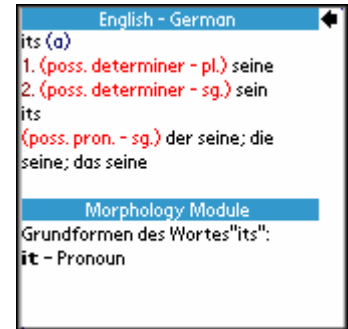 English - German
its (a)
1. (poss. determiner - pl.) seine
2. (poss. determiner - sg.) sein
its
(poss. pron. - sg.) der seine; die
seine; das seine
Morphology Module
Grundformen des Wortes"its":
it - Pronoun